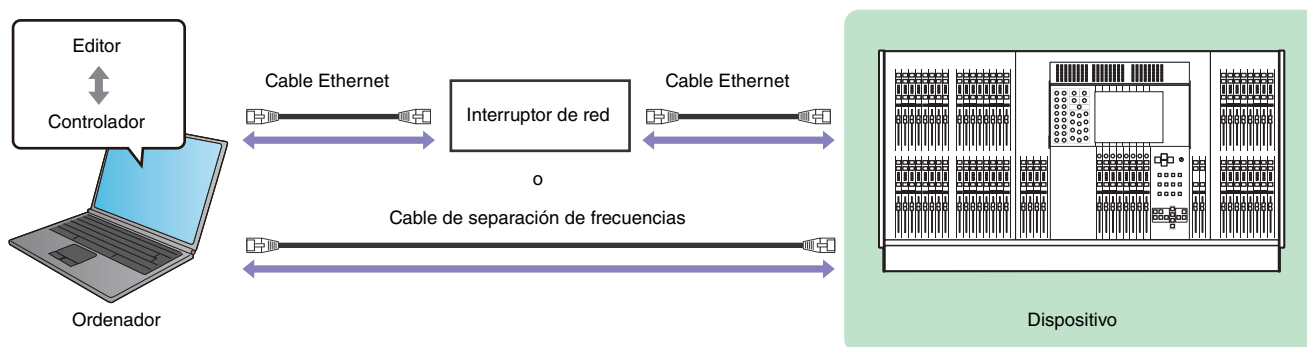 Editor
Controlador
Ordenador
Cable Ethernet
Interruptor de red
Cable Ethernet
o
Cable de separación de frecuencias
Dispositivo